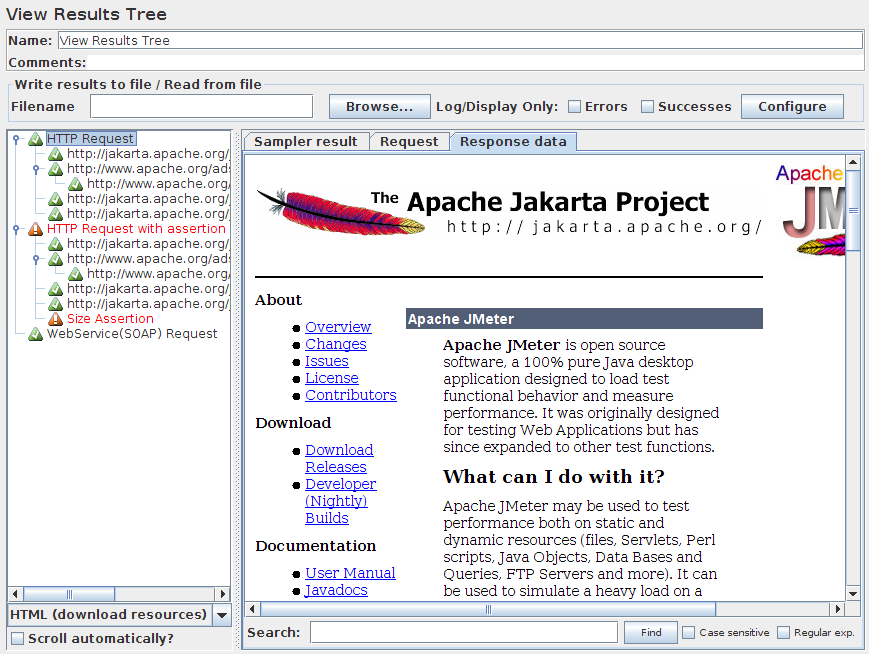 View Results Tree
Name: View Results Tree
Comments:
Write results to file / Read from file
Filename Browse... Log/Display Only: Errors Successes Configure
HTTP Request
http://jakarta.apache.org/
http://www.apache.org/ad
http://www.apache.org/
http://jakarta.apache.org/
http://jakarta.apache.org/
HTTP Request with assertion
http://jakarta.apache.org/
http://www.apache.org/ad
http://www.apache.org/
http://jakarta.apache.org/
http://jakarta.apache.org/
Size Assertion
WebService(SOAP) Request
HTML (download resources)
Scroll automatically?
Sampler result Request Response data
The Apache Jakarta Project
http://jakarta.apache.org/
Apache
JM
About
Overview
Changes
Issues
License
Contributors
Download
Download
Releases
Developer
(Nightly)
Builds
Documentation
User Manual
Javadocs
Apache JMeter
Apache JMeter is open source
software, a 100% pure Java desktop
application designed to load test
functional behavior and measure
performance. It was originally designed
for testing Web Applications but has
since expanded to other test functions.
What can I do with it?
Apache JMeter may be used to test
performance both on static and
dynamic resources (files, Servlets, Perl
scripts, Java Objects, Data Bases and
Queries, FTP Servers and more). It can
be used to simulate a heavy load on a
Search: Find Case sensitive Regular exp.